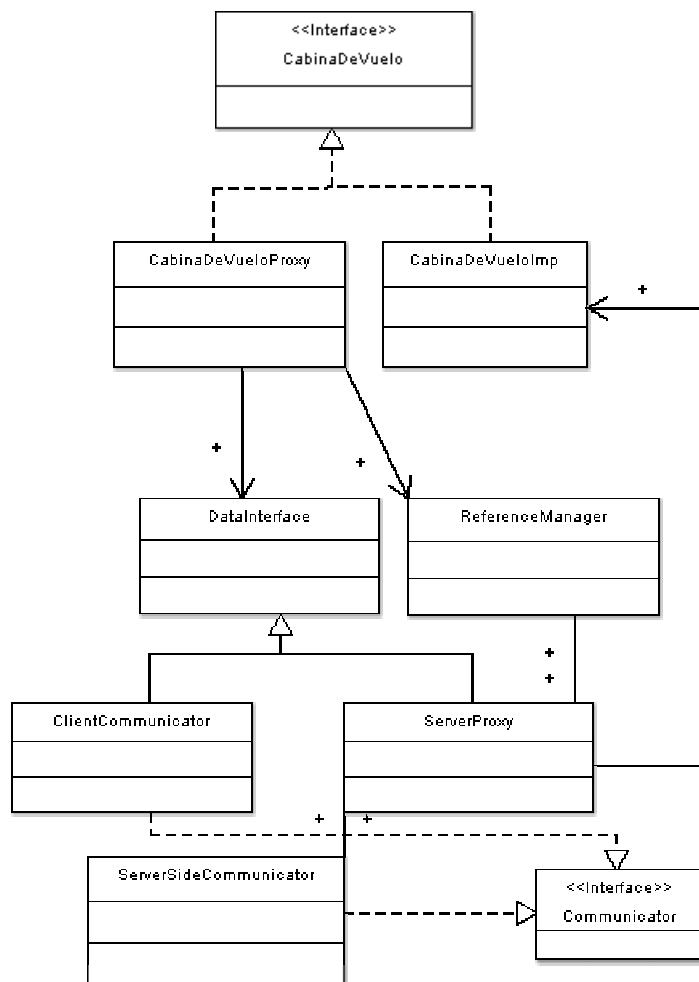 <<Interface>>
CabinaDeVuelo
CabinaDeVueloProxy
CabinaDeVueloImp
+
+
+
DataInterface
ReferenceManager
+
+
ClientCommunicator
ServerProxy
+
+
ServerSideCommunicator
<<Interface>>
Communicator